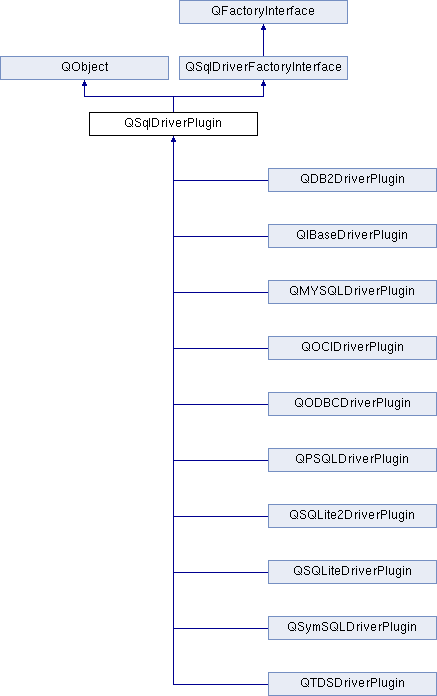 QFactoryInterface
QObject
QSqlDriverFactoryInterface
QSqlDriverPlugin
QDB2DriverPlugin
QIBaseDriverPlugin
QMYSQLDriverPlugin
QOCIDriverPlugin
QODBCDriverPlugin
QPSQLDriverPlugin
QSQLite2DriverPlugin
QSQLiteDriverPlugin
QSymSQLDriverPlugin
QTDSDriverPlugin